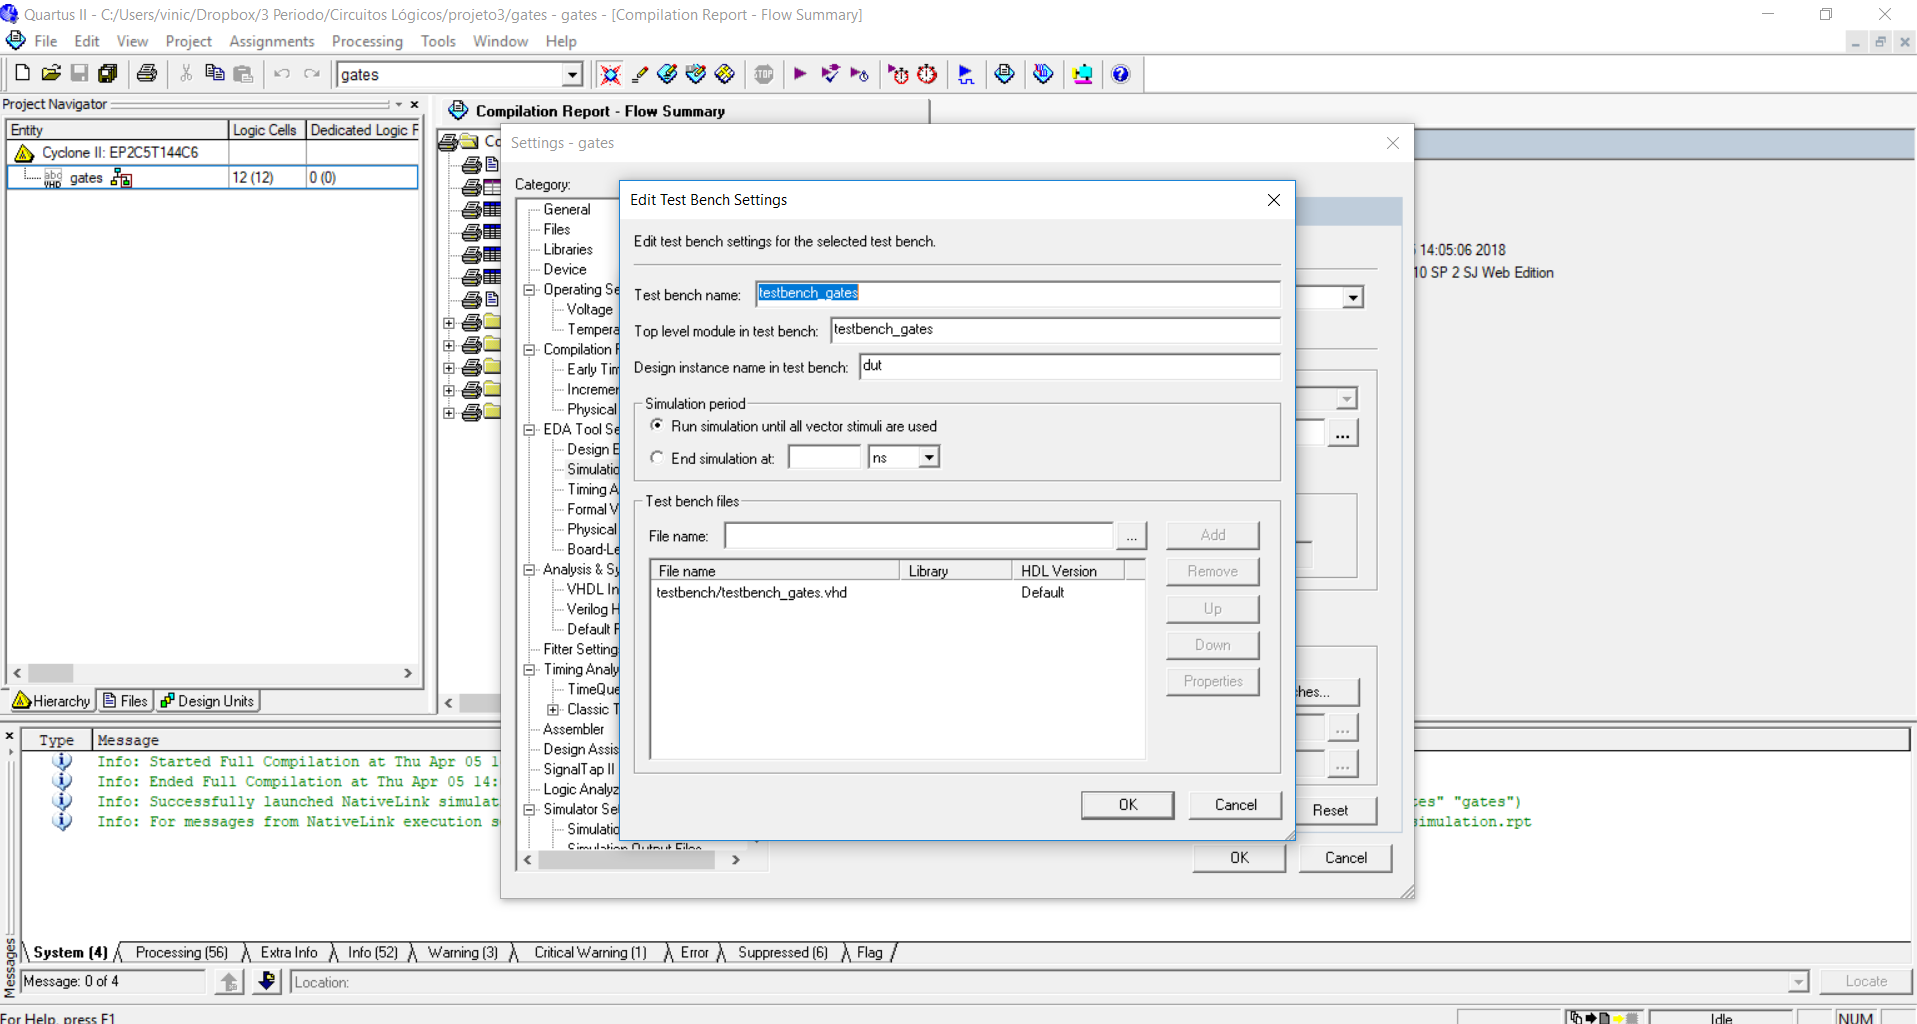 Quartus II - C:/Users/vinic/Dropbox/3 Periodo/Circuitos Lógicos/projeto3/gates - gates - [Compilation Report - Flow Summary]
File Edit View Project Assignments Processing Tools Window Help
gates
STOP
Project Navigator
Entity Logic Cells Dedicated Logic F
Cyclone II: EP2C5T144C6
abd VHD gates 12 (12) 0 (0)
Hierarchy Files Design Units
Compilation Report - Flow Summary
Co
14:05:06 2018
10 SP 2 SJ Web Edition
Settings - gates
Category:
General
Files
Libraries
Device
Operating Se
Voltage
Tempera
Compilation
Early Tim
Incremen
Physical
EDA Tool Se
Design E
Simulatio
Timing A
Formal V
Physical
Board-Le
Analysis & Sy
VHDL In
Verilog H
Default
Fitter Setting
Timing Analy
TimeQue
Classic T
Assembler
Design Assis
SignalTap II
Logic Analyz
Simulator Se
Simulatio
Simulation Output Files
ches...
Reset
OK Cancel
Edit Test Bench Settings
Edit test bench settings for the selected test bench.
Test bench name: testbench_gates
Top level module in test bench: testbench_gates
Design instance name in test bench: dut
Simulation period
Run simulation until all vector stimuli are used
End simulation at: ns
Test bench files
File name: ... Add
File name Library HDL Version Remove
testbench/testbench_gates.vhd Default
Up
Down
Properties
OK Cancel
Type Message
Info: Started Full Compilation at Thu Apr 05 1
Info: Ended Full Compilation at Thu Apr 05 14:
Info: Successfully launched NativeLink simulat es" "gates")
Info: For messages from NativeLink execution s imulation.rpt
Messages
System (4) Processing (56) Extra Info Info (52) Warning (3) Critical Warning (1) Error Suppressed (6) Flag
Message: 0 of 4 Location: Locate
For Help, press F1 Idle NUM